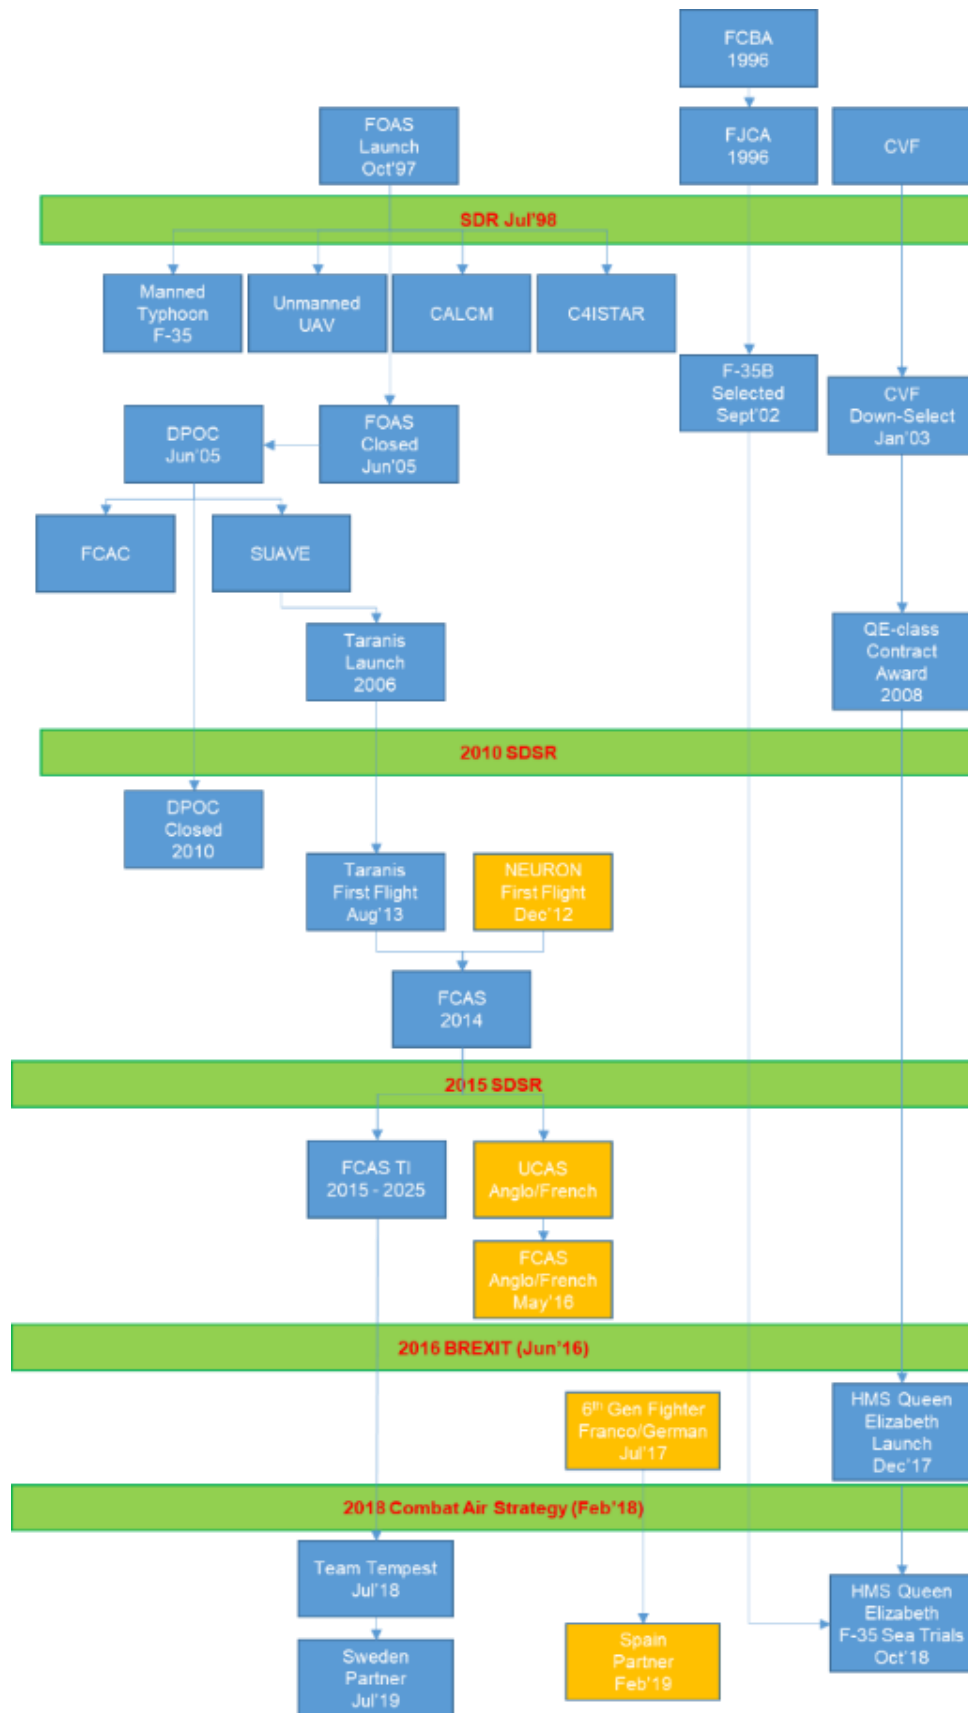 FCBA
1996
FOAS
Launch
Oct'97
FJCA
1996
CVF
SDR Jul'98
Manned
Typhoon
F-35
Unmanned
UAV
CALCM
C4ISTAR
F-35B
Selected
Sept'02
CVF
Down-Select
Jan'03
DPOC
Jun'05
FOAS
Closed
Jun'05
FCAC
SUAVE
Taranis
Launch
2006
QE-class
Contract
Award
2008
2010 SDSR
DPOC
Closed
2010
Taranis
First Flight
Aug'13
NEURON
First Flight
Dec'12
FCAS
2014
2015 SDSR
FCAS TI
2015 - 2025
UCAS
Anglo/French
FCAS
Anglo/French
May'16
2016 BREXIT (Jun'16)
6th Gen Fighter
Franco/German
Jul'17
HMS Queen
Elizabeth
Launch
Dec'17
2018 Combat Air Strategy (Feb'18)
Team Tempest
Jul'18
HMS Queen
Elizabeth
F-35 Sea Trials
Oct'18
Sweden
Partner
Jul'19
Spain
Partner
Feb'19